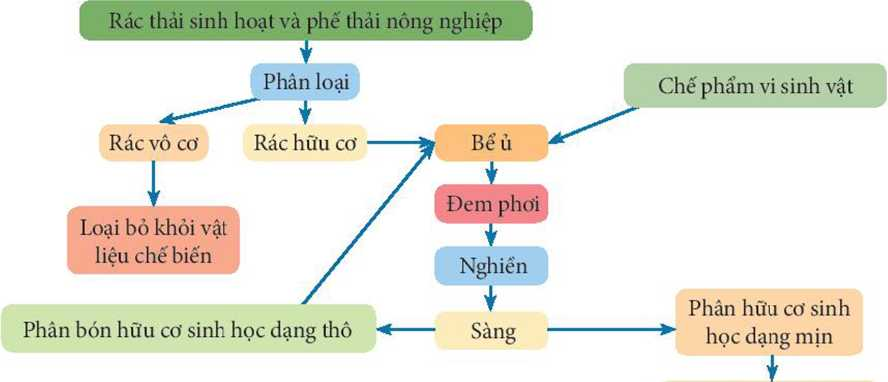 Rác thải sinh hoạt và phế thải nông nghiệp
Phân loại
Chế phẩm vi sinh vật
Rác vô cơ
Rác hữu cơ
Bể ủ
Đem phơi
Loại bỏ khỏi vật
liệu chế biến
Nghiền
Phân bón hữu cơ sinh học dạng thô
Sàng
Phân hữu cơ sinh
học dạng mịn